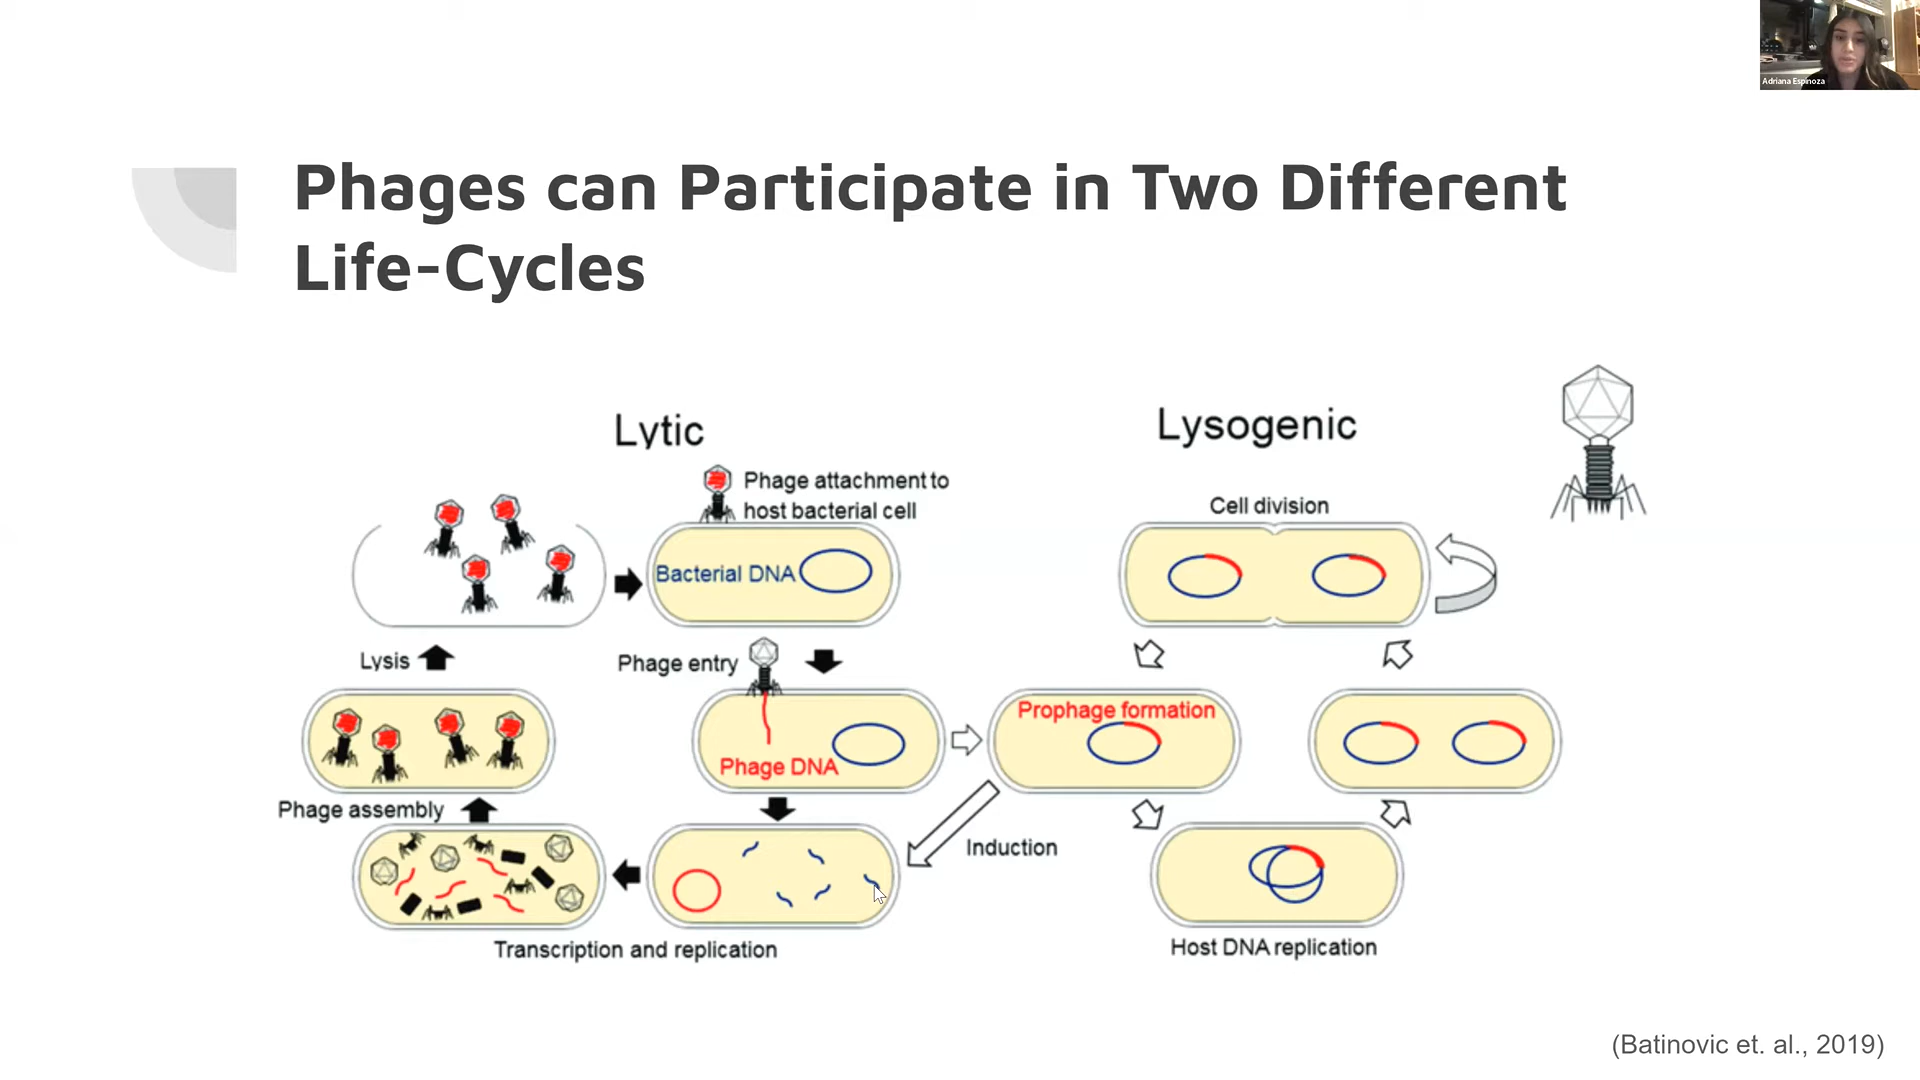 Adriana Espinoza
Phages can Participate in Two Different
Life-Cycles
Lytic
Lysogenic
Phage attachment to
host bacterial cell
Cell division
Bacterial DNA
Lysis
Phage entry
Prophage formation
Phage DNA
Phage assembly
Induction
Transcription and replication
Host DNA replication
(Batinovic et. al., 2019)